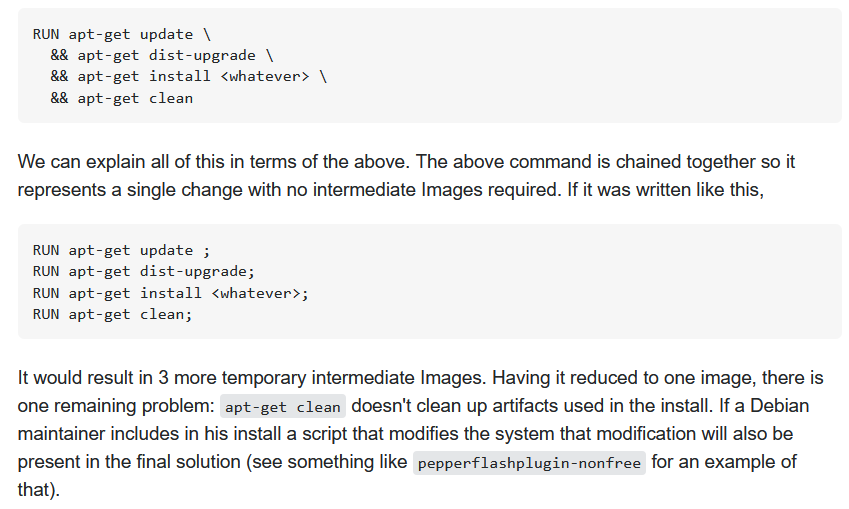 RUN apt-get update \
  && apt-get dist-upgrade \
  && apt-get install <whatever> \
  && apt-get clean
We can explain all of this in terms of the above. The above command is chained together so it
represents a single change with no intermediate Images required. If it was written like this,
RUN apt-get update ;
RUN apt-get dist-upgrade;
RUN apt-get install <whatever>;
RUN apt-get clean;
It would result in 3 more temporary intermediate Images. Having it reduced to one image, there is
one remaining problem: apt-get clean doesn't clean up artifacts used in the install. If a Debian
maintainer includes in his install a script that modifies the system that modification will also be
present in the final solution (see something like pepperflashplugin-nonfree for an example of
that).